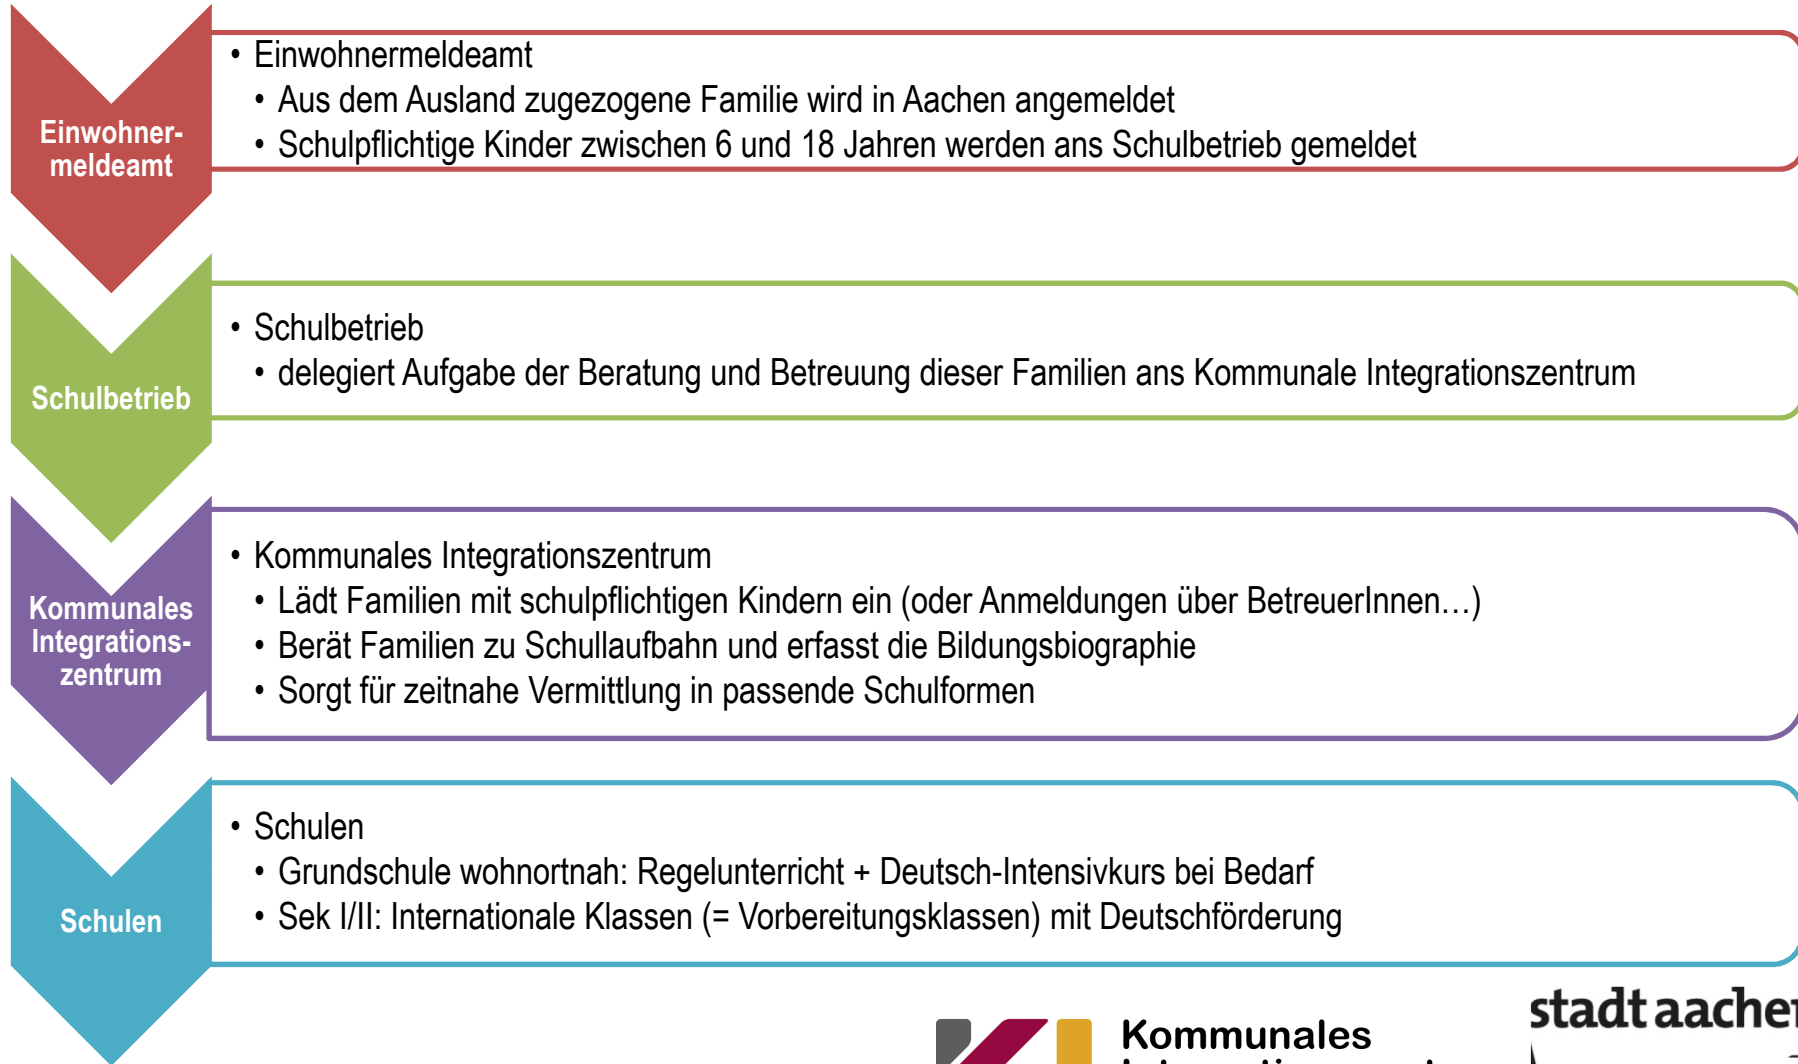 Einwohner-
meldeamt
• Einwohnermeldeamt
• Aus dem Ausland zugezogene Familie wird in Aachen angemeldet
• Schulpflichtige Kinder zwischen 6 und 18 Jahren werden ans Schulbetrieb gemeldet
Schulbetrieb
• Schulbetrieb
• delegiert Aufgabe der Beratung und Betreuung dieser Familien ans Kommunale Integrationszentrum
Kommunales
Integrations-
zentrum
• Kommunales Integrationszentrum
• Lädt Familien mit schulpflichtigen Kindern ein (oder Anmeldungen über BetreuerInnen…)
• Berät Familien zu Schullaufbahn und erfasst die Bildungsbiographie
• Sorgt für zeitnahe Vermittlung in passende Schulformen
Schulen
• Schulen
• Grundschule wohnortnah: Regelunterricht + Deutsch-Intensivkurs bei Bedarf
• Sek I/II: Internationale Klassen (= Vorbereitungsklassen) mit Deutschförderung
Kommunales
stadt aachen